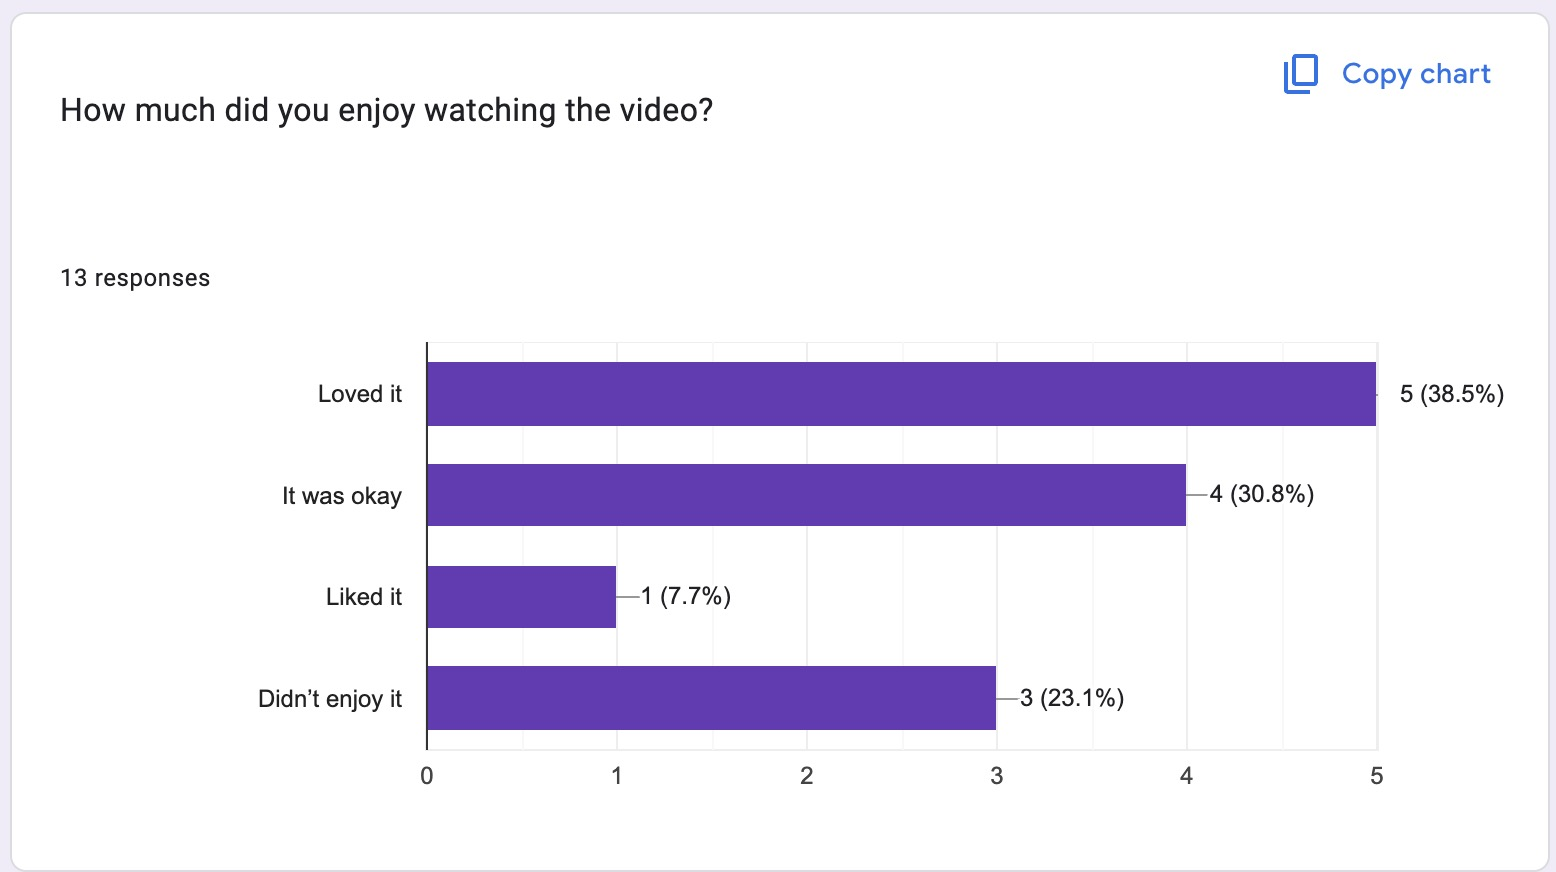 Copy chart
How much did you enjoy watching the video?
13 responses
Loved it 5 (38.5%)
It was okay 4 (30.8%)
Liked it 1 (7.7%)
Didn’t enjoy it 3 (23.1%)
0 1 2 3 4 5